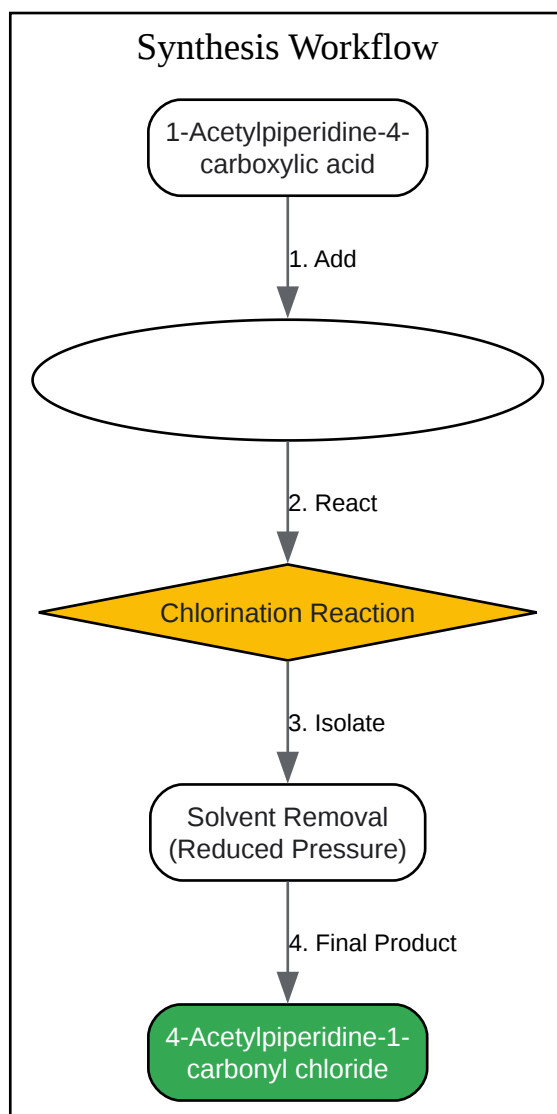 Synthesis Workflow
1-Acetylpiperidine-4-
carboxylic acid
1. Add
2. React
Chlorination Reaction
3. Isolate
Solvent Removal
(Reduced Pressure)
4. Final Product
4-Acetylpiperidine-1-
carbonyl chloride